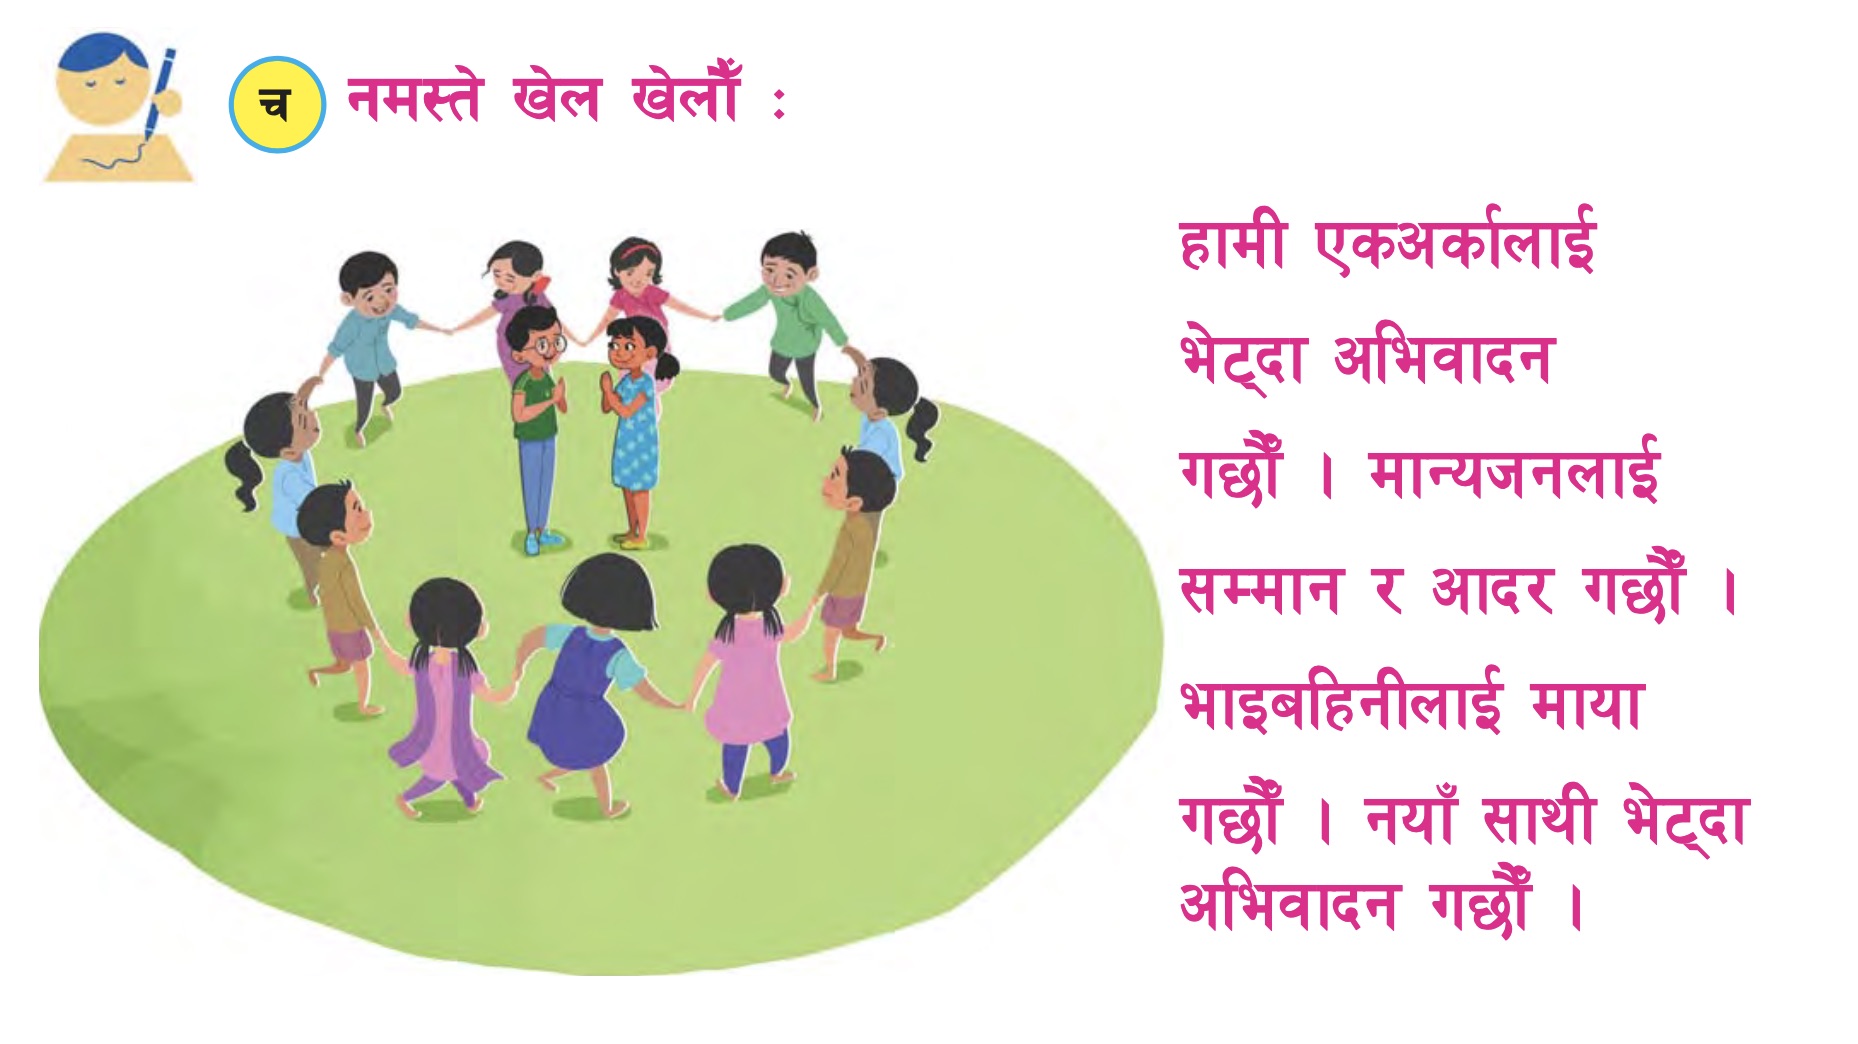 च नमस्ते खेल खेलौँ :
हामी एकअर्कालाई
भेट्दा अभिवादन
गर्छौँ । मान्यजनलाई
सम्मान र आदर गर्छौँ ।
भाइबहिनीलाई माया
गर्छौँ । नयाँ साथी भेट्दा
अभिवादन गर्छौँ ।